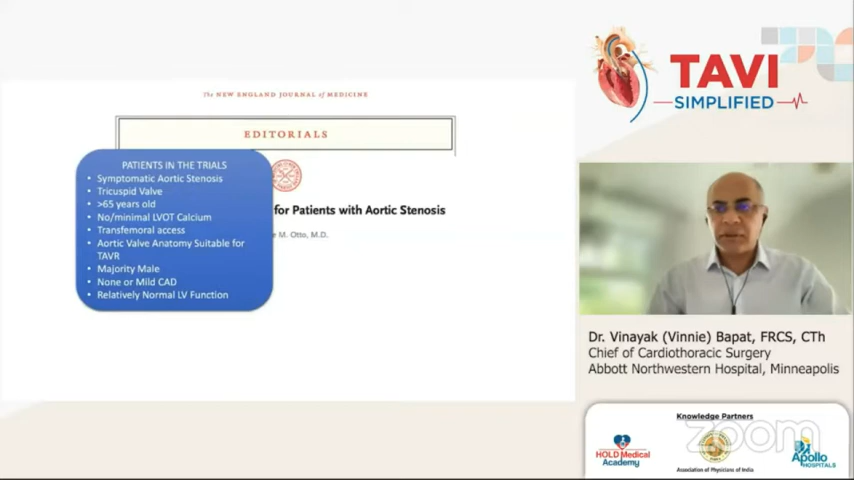 The NEW ENGLAND JOURNAL of MEDICINE
EDITORIALS
PATIENTS IN THE TRIALS
• Symptomatic Aortic Stenosis
• Tricuspid Valve
• >65 years old
• No/minimal LVOT Calcium
• Transfemoral access
• Aortic Valve Anatomy Suitable for
TAVR
• Majority Male
• None or Mild CAD
• Relatively Normal LV Function
for Patients with Aortic Stenosis
M. Otto, M.D.
TAVI
SIMPLIFIED
Dr. Vinayak (Vinnie) Bapat, FRCS, CTh
Chief of Cardiothoracic Surgery
Abbott Northwestern Hospital, Minneapolis
Knowledge Partners
HOLD Medical
Academy
Association of Physicians of India
Apollo
HOSPITALS
zoom